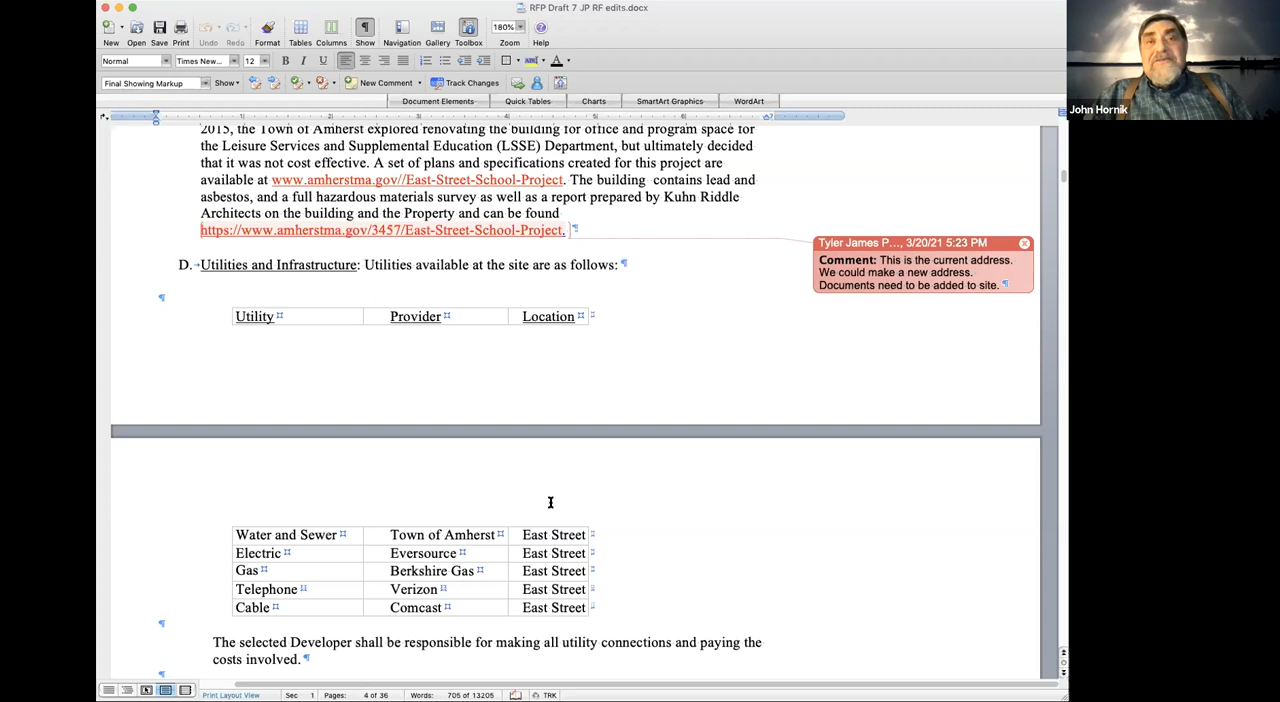 RFP Draft 7 JP RF edits.docx
New Open Save Print Undo Redo Format Tables Columns Show Navigation Gallery Toolbox Zoom Help
180%
Normal Times New... 12 B I U A
Final Showing Markup Show New Comment Track Changes
Document Elements Quick Tables Charts SmartArt Graphics WordArt
John Hornik
2015, the Town of Amherst explored renovating the building for office and program space for
the Leisure Services and Supplemental Education (LSSE) Department, but ultimately decided
that it was not cost effective. A set of plans and specifications created for this project are
available at www.amherstma.gov//East-Street-School-Project. The building contains lead and
asbestos, and a full hazardous materials survey as well as a report prepared by Kuhn Riddle
Architects on the building and the Property and can be found
https://www.amherstma.gov/3457/East-Street-School-Project.
Tyler James P..., 3/20/21 5:23 PM
Comment: This is the current address.
We could make a new address.
Documents need to be added to site.
D. Utilities and Infrastructure: Utilities available at the site are as follows:
Utility Provider Location
Water and Sewer Town of Amherst East Street
Electric Eversource East Street
Gas Berkshire Gas East Street
Telephone Verizon East Street
Cable Comcast East Street
The selected Developer shall be responsible for making all utility connections and paying the
costs involved.
Print Layout View Sec 1 Pages: 4 of 36 Words: 705 of 13205 TRK